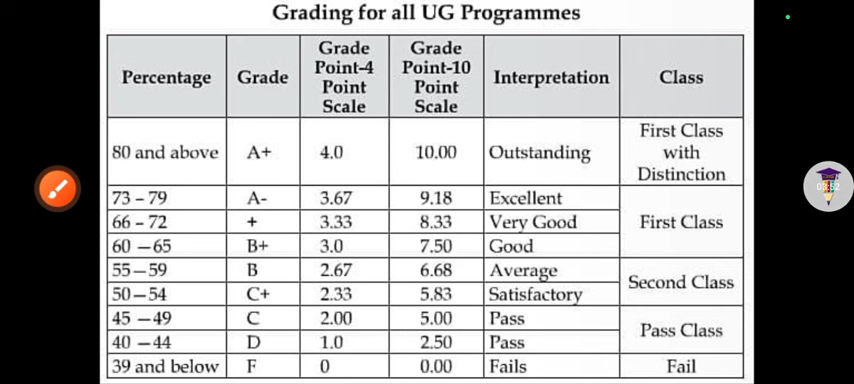 Grading for all UG Programmes
Percentage Grade Grade Point-4 Point Scale Grade Point-10 Point Scale Interpretation Class
80 and above A+ 4.0 10.00 Outstanding First Class with Distinction
73 – 79 A- 3.67 9.18 Excellent First Class
66 – 72 + 3.33 8.33 Very Good
60 —65 B+ 3.0 7.50 Good
55—59 B 2.67 6.68 Average Second Class
50—54 C+ 2.33 5.83 Satisfactory
45 —49 C 2.00 5.00 Pass Pass Class
40 —44 D 1.0 2.50 Pass
39 and below F 0 0.00 Fails Fail
03:52